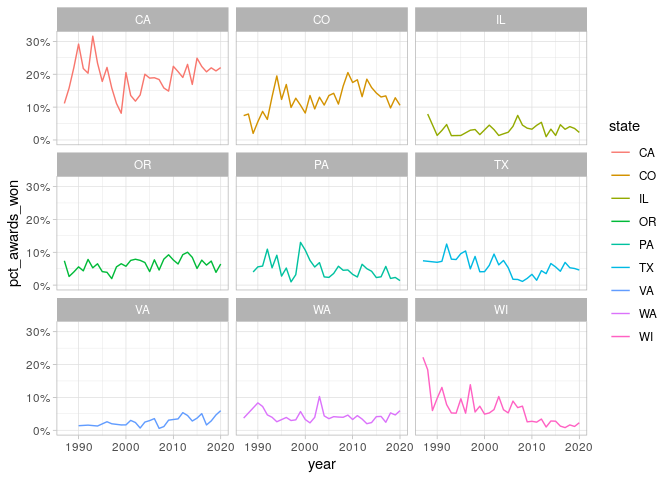 CA CO IL
30%
20%
10%
0%
state
CA
CO
IL
OR
PA
TX
VA
WA
WI
OR PA TX
30%
20%
10%
0%
pct_awards_won
VA WA WI
30%
20%
10%
0%
1990 2000 2010 2020 1990 2000 2010 2020 1990 2000 2010 2020
year